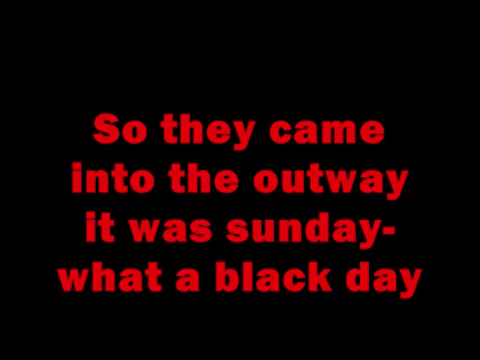 So they came
into the outway
it was sunday-
what a black day